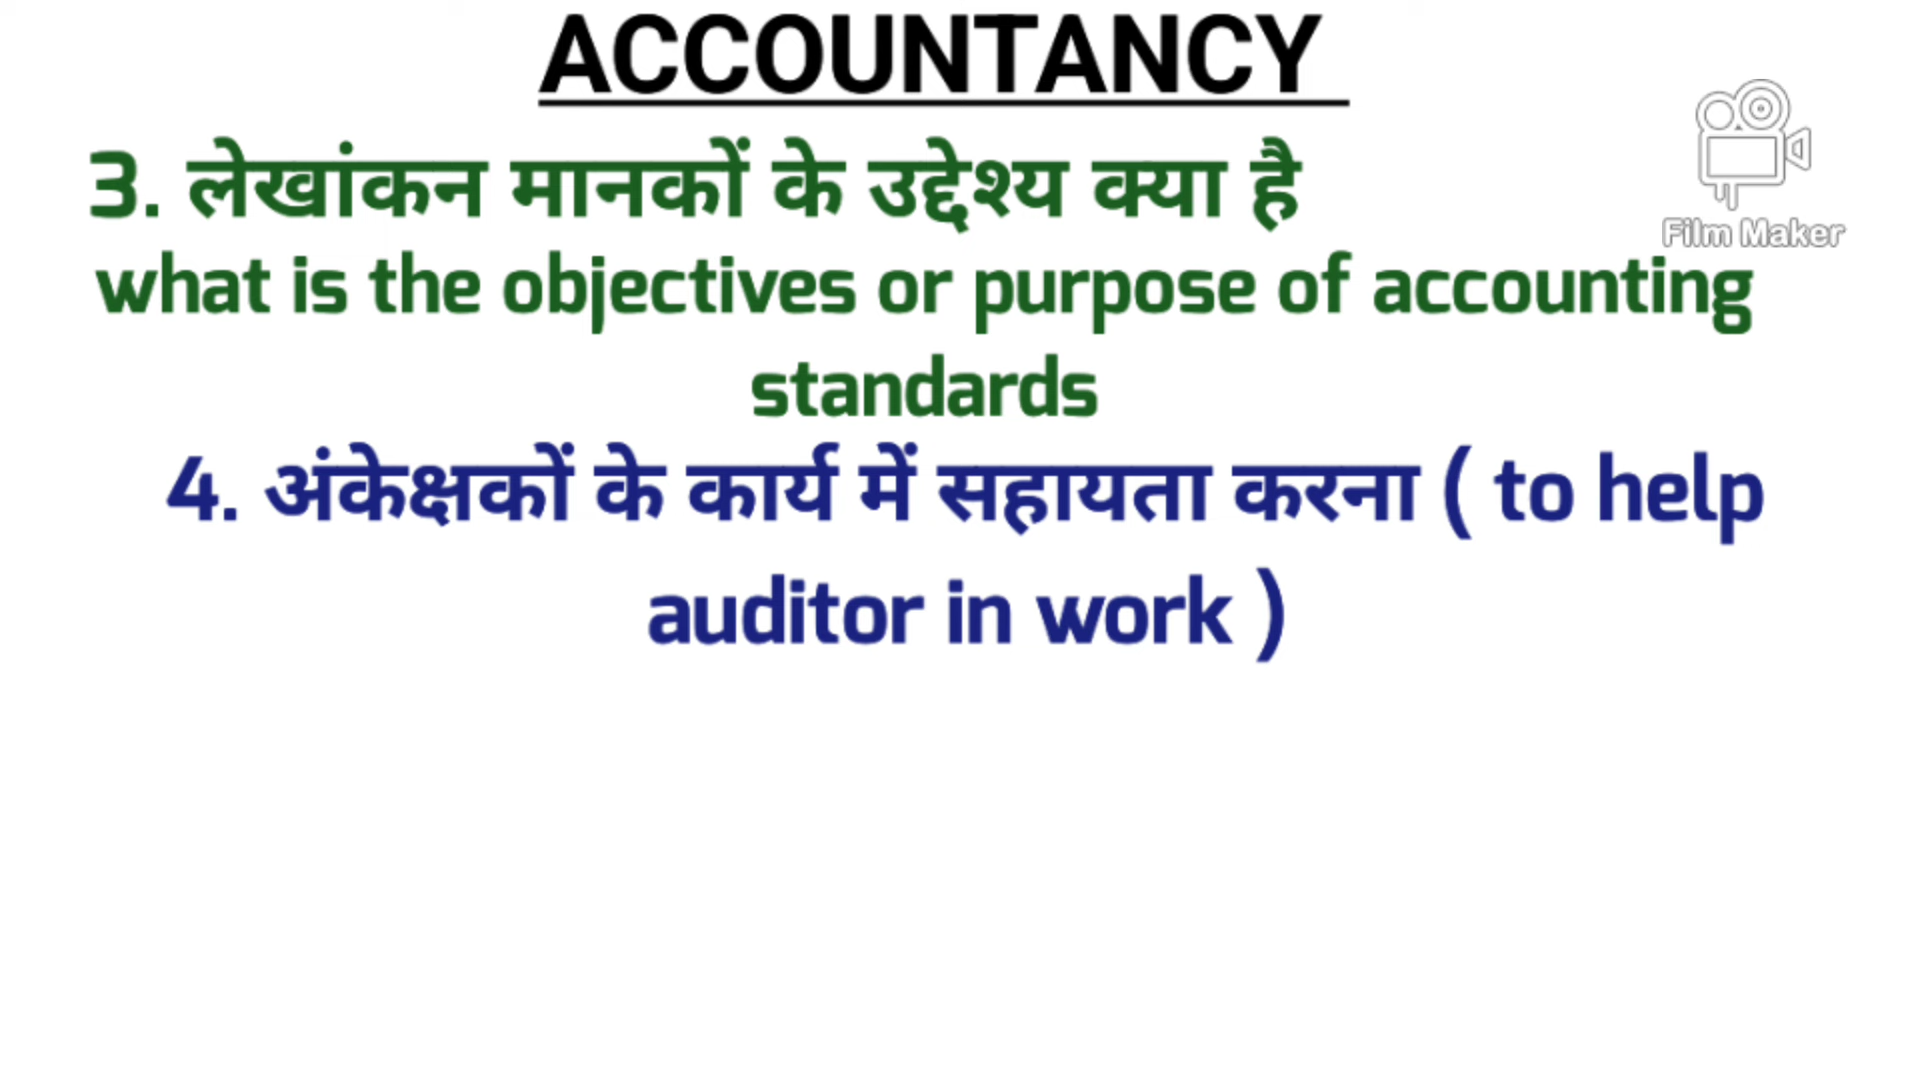 ACCOUNTANCY
3. लेखांकन मानकों के उद्देश्य क्या है
Film Maker
what is the objectives or purpose of accounting
standards
4. अंकेक्षकों के कार्य में सहायता करना ( to help
auditor in work )